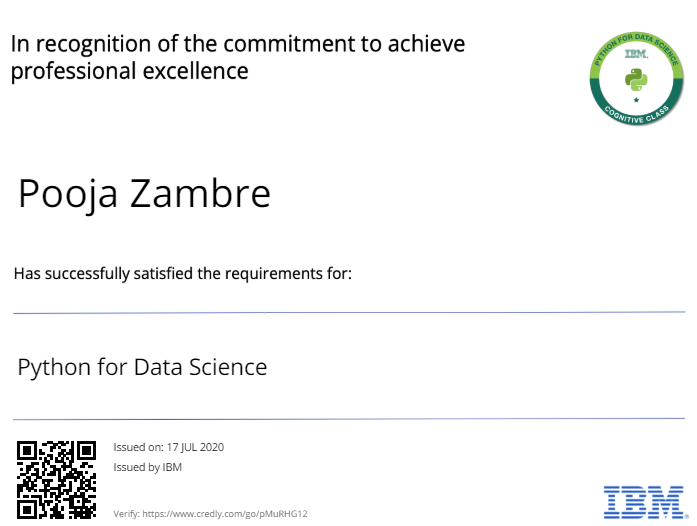 In recognition of the commitment to achieve
professional excellence
PYTHON FOR DATA SCIENCE
IBM.
COGNITIVE CLASS
Pooja Zambre
Has successfully satisfied the requirements for:
Python for Data Science
Issued on: 17 JUL 2020
Issued by IBM
Verify: https://www.credly.com/go/pMuRHG12
IBM®